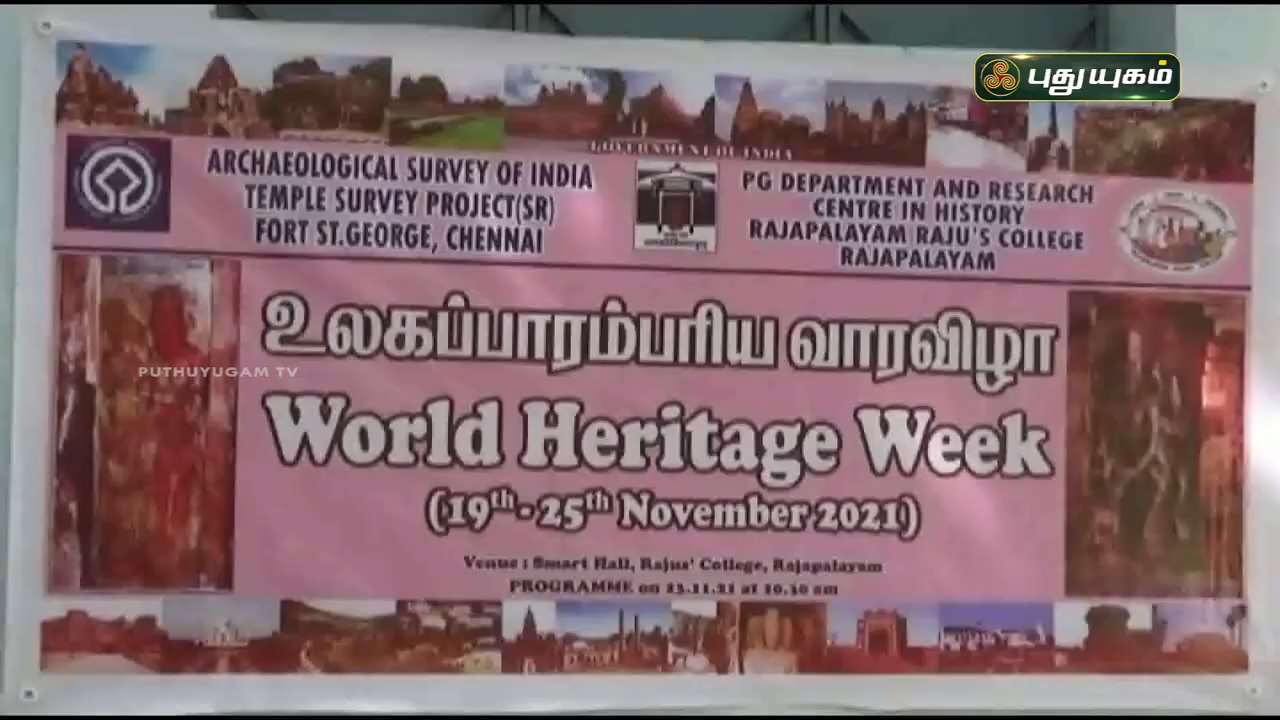 புதுயுகம்
GOVERNMENT OF INDIA
ARCHAEOLOGICAL SURVEY OF INDIA
TEMPLE SURVEY PROJECT(SR)
FORT ST.GEORGE, CHENNAI
PG DEPARTMENT AND RESEARCH
CENTRE IN HISTORY
RAJAPALAYAM RAJU'S COLLEGE
RAJAPALAYAM
உலகப்பாரம்பரிய வாரவிழா
PUTHUYUGAM TV
World Heritage Week
(19th - 25th November 2021)
Venue : Smart Hall, Rajus' College, Rajapalayam
PROGRAMME on 23.11.21 at 10.30 am